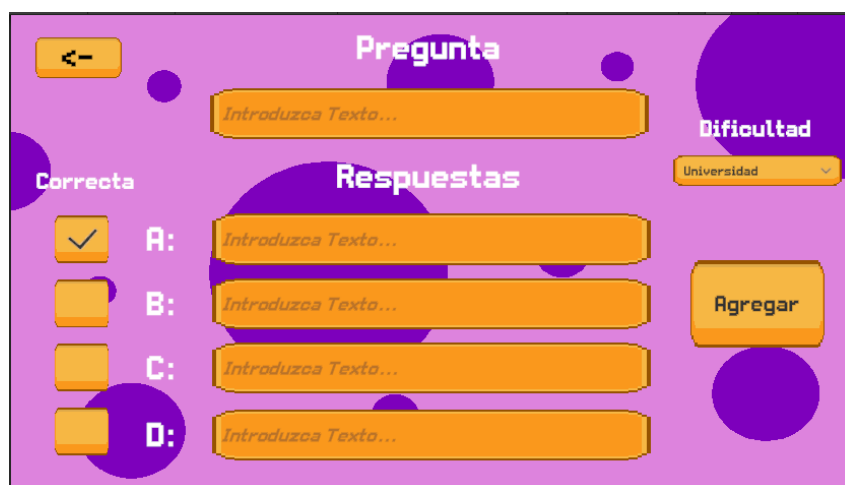 <-
Pregunta
Introduzca Texto...
Dificultad
Universidad
Correcta
Respuestas
A:
Introduzca Texto...
B:
Introduzca Texto...
C:
Introduzca Texto...
D:
Introduzca Texto...
Agregar